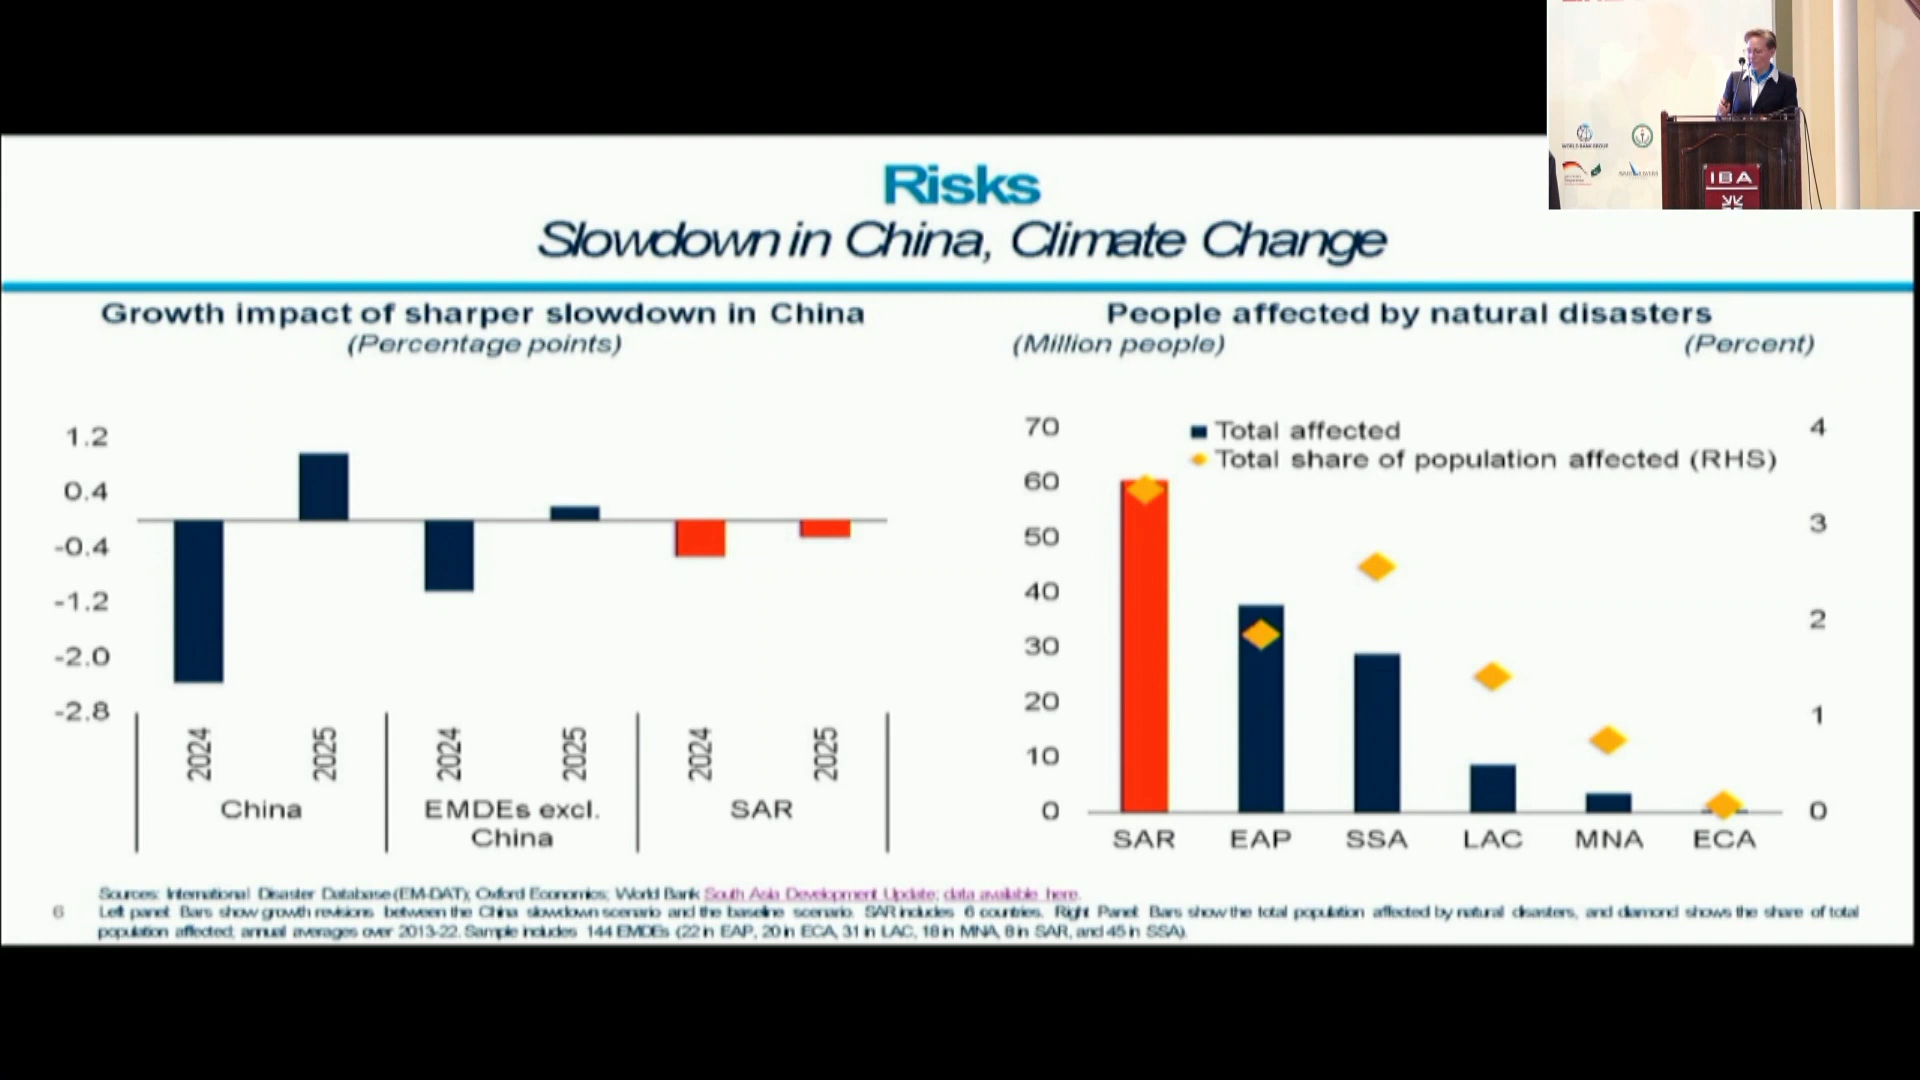 Risks
Slowdown in China, Climate Change
Growth impact of sharper slowdown in China
(Percentage points)
1.2
0.4
-0.4
-1.2
-2.0
-2.8
2024
2025
2024
2025
2024
2025
China
EMDEs excl.
China
SAR
People affected by natural disasters
(Million people)
(Percent)
70
60
50
40
30
20
10
0
Total affected
Total share of population affected (RHS)
4
3
2
1
0
SAR
EAP
SSA
LAC
MNA
ECA
Sources: International Disaster Database (EM-DAT); Oxford Economics; World Bank South Asia Development Update; data available here.
6
Left panel: Bars show growth revisions between the China slowdown scenario and the baseline scenario. SAR includes 6 countries. Right Panel: Bars show the total population affected by natural disasters, and diamond shows the share of total
population affected; annual averages over 2013-22. Sample includes 144 EMDEs (22 in EAP, 20 in ECA, 31 in LAC, 18 in MNA, 8 in SAR, and 45 in SSA).
WORLD BANK GROUP
IBA